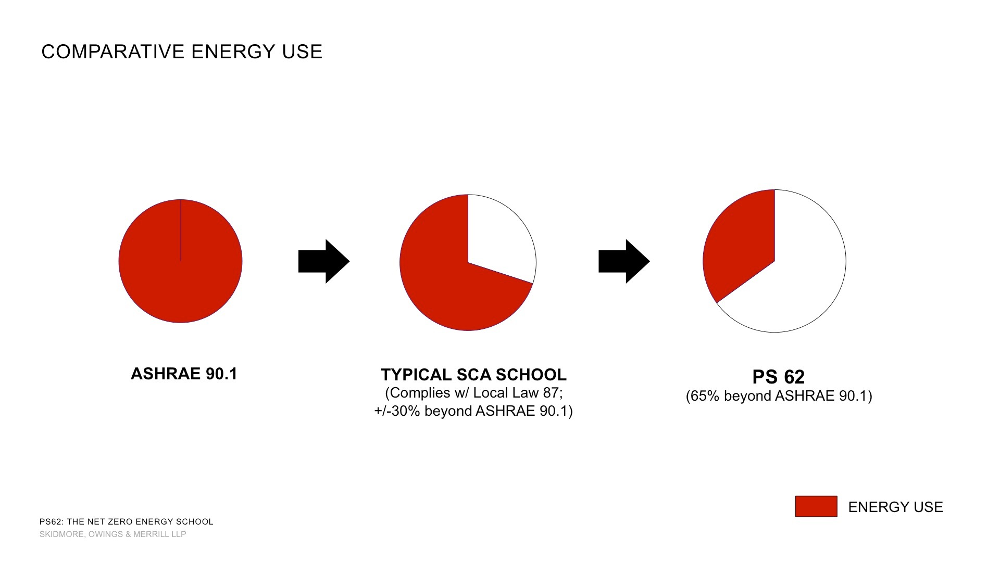 COMPARATIVE ENERGY USE
ASHRAE 90.1
TYPICAL SCA SCHOOL
(Complies w/ Local Law 87;
+/-30% beyond ASHRAE 90.1)
PS 62
(65% beyond ASHRAE 90.1)
ENERGY USE
PS62: THE NET ZERO ENERGY SCHOOL
SKIDMORE, OWINGS & MERRILL LLP